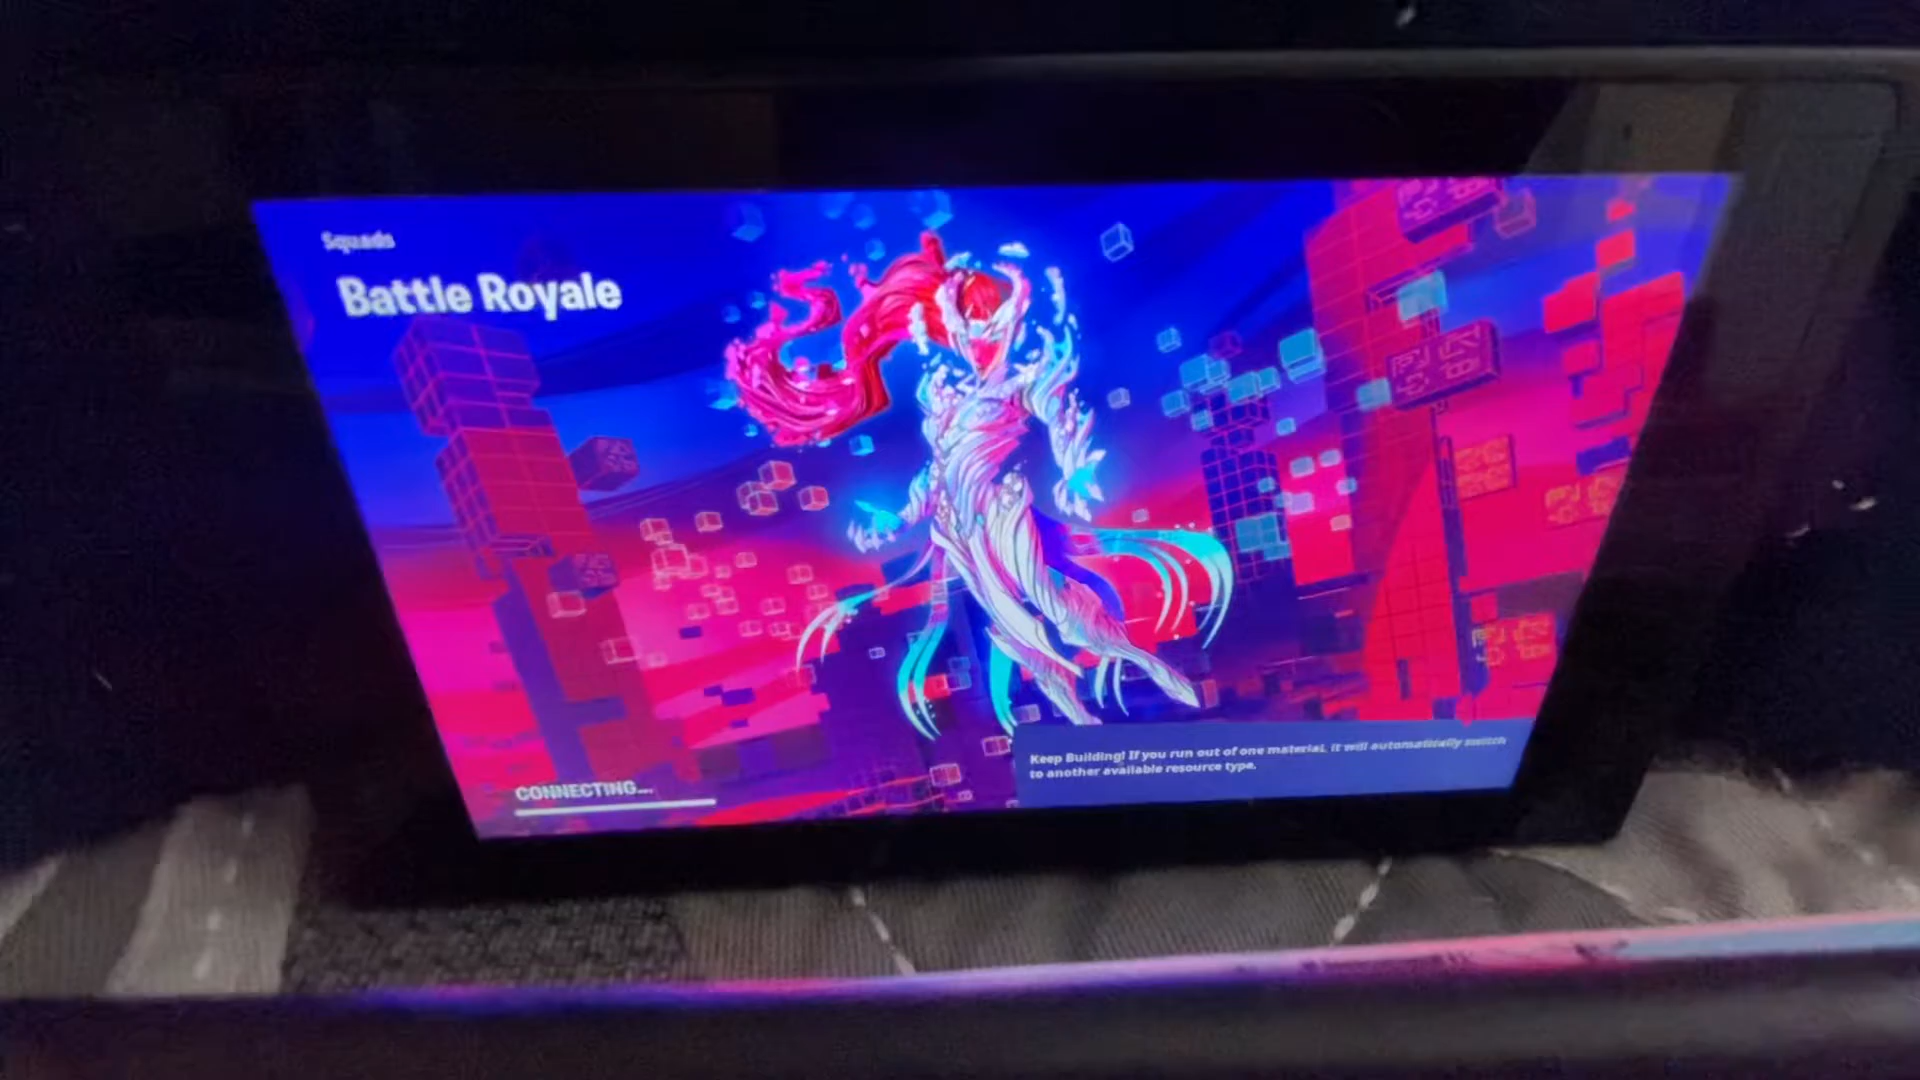 Squads
Battle Royale
CONNECTING...
Keep Building! If you run out of one material, it will automatically switch
to another available resource type.